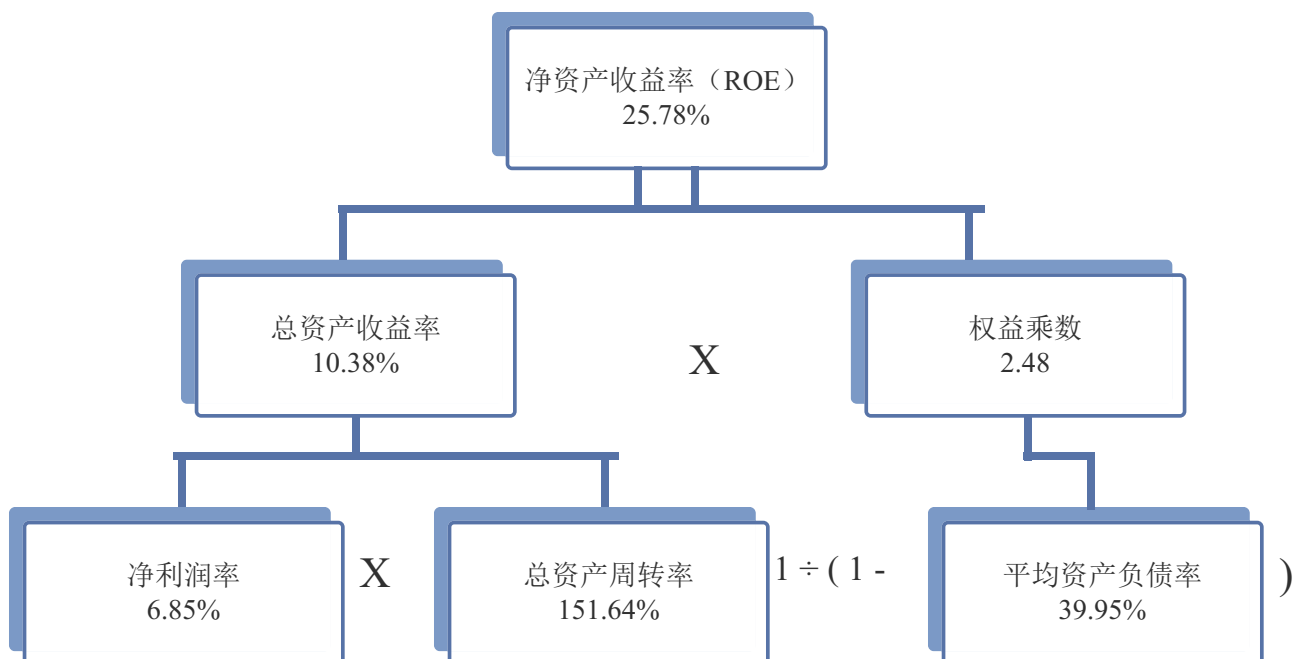 净资产收益率（ROE）
25.78%
总资产收益率
10.38%
X
权益乘数
2.48
净利润率
6.85%
X
总资产周转率
151.64%
1 ÷ ( 1 -
平均资产负债率
39.95%
)